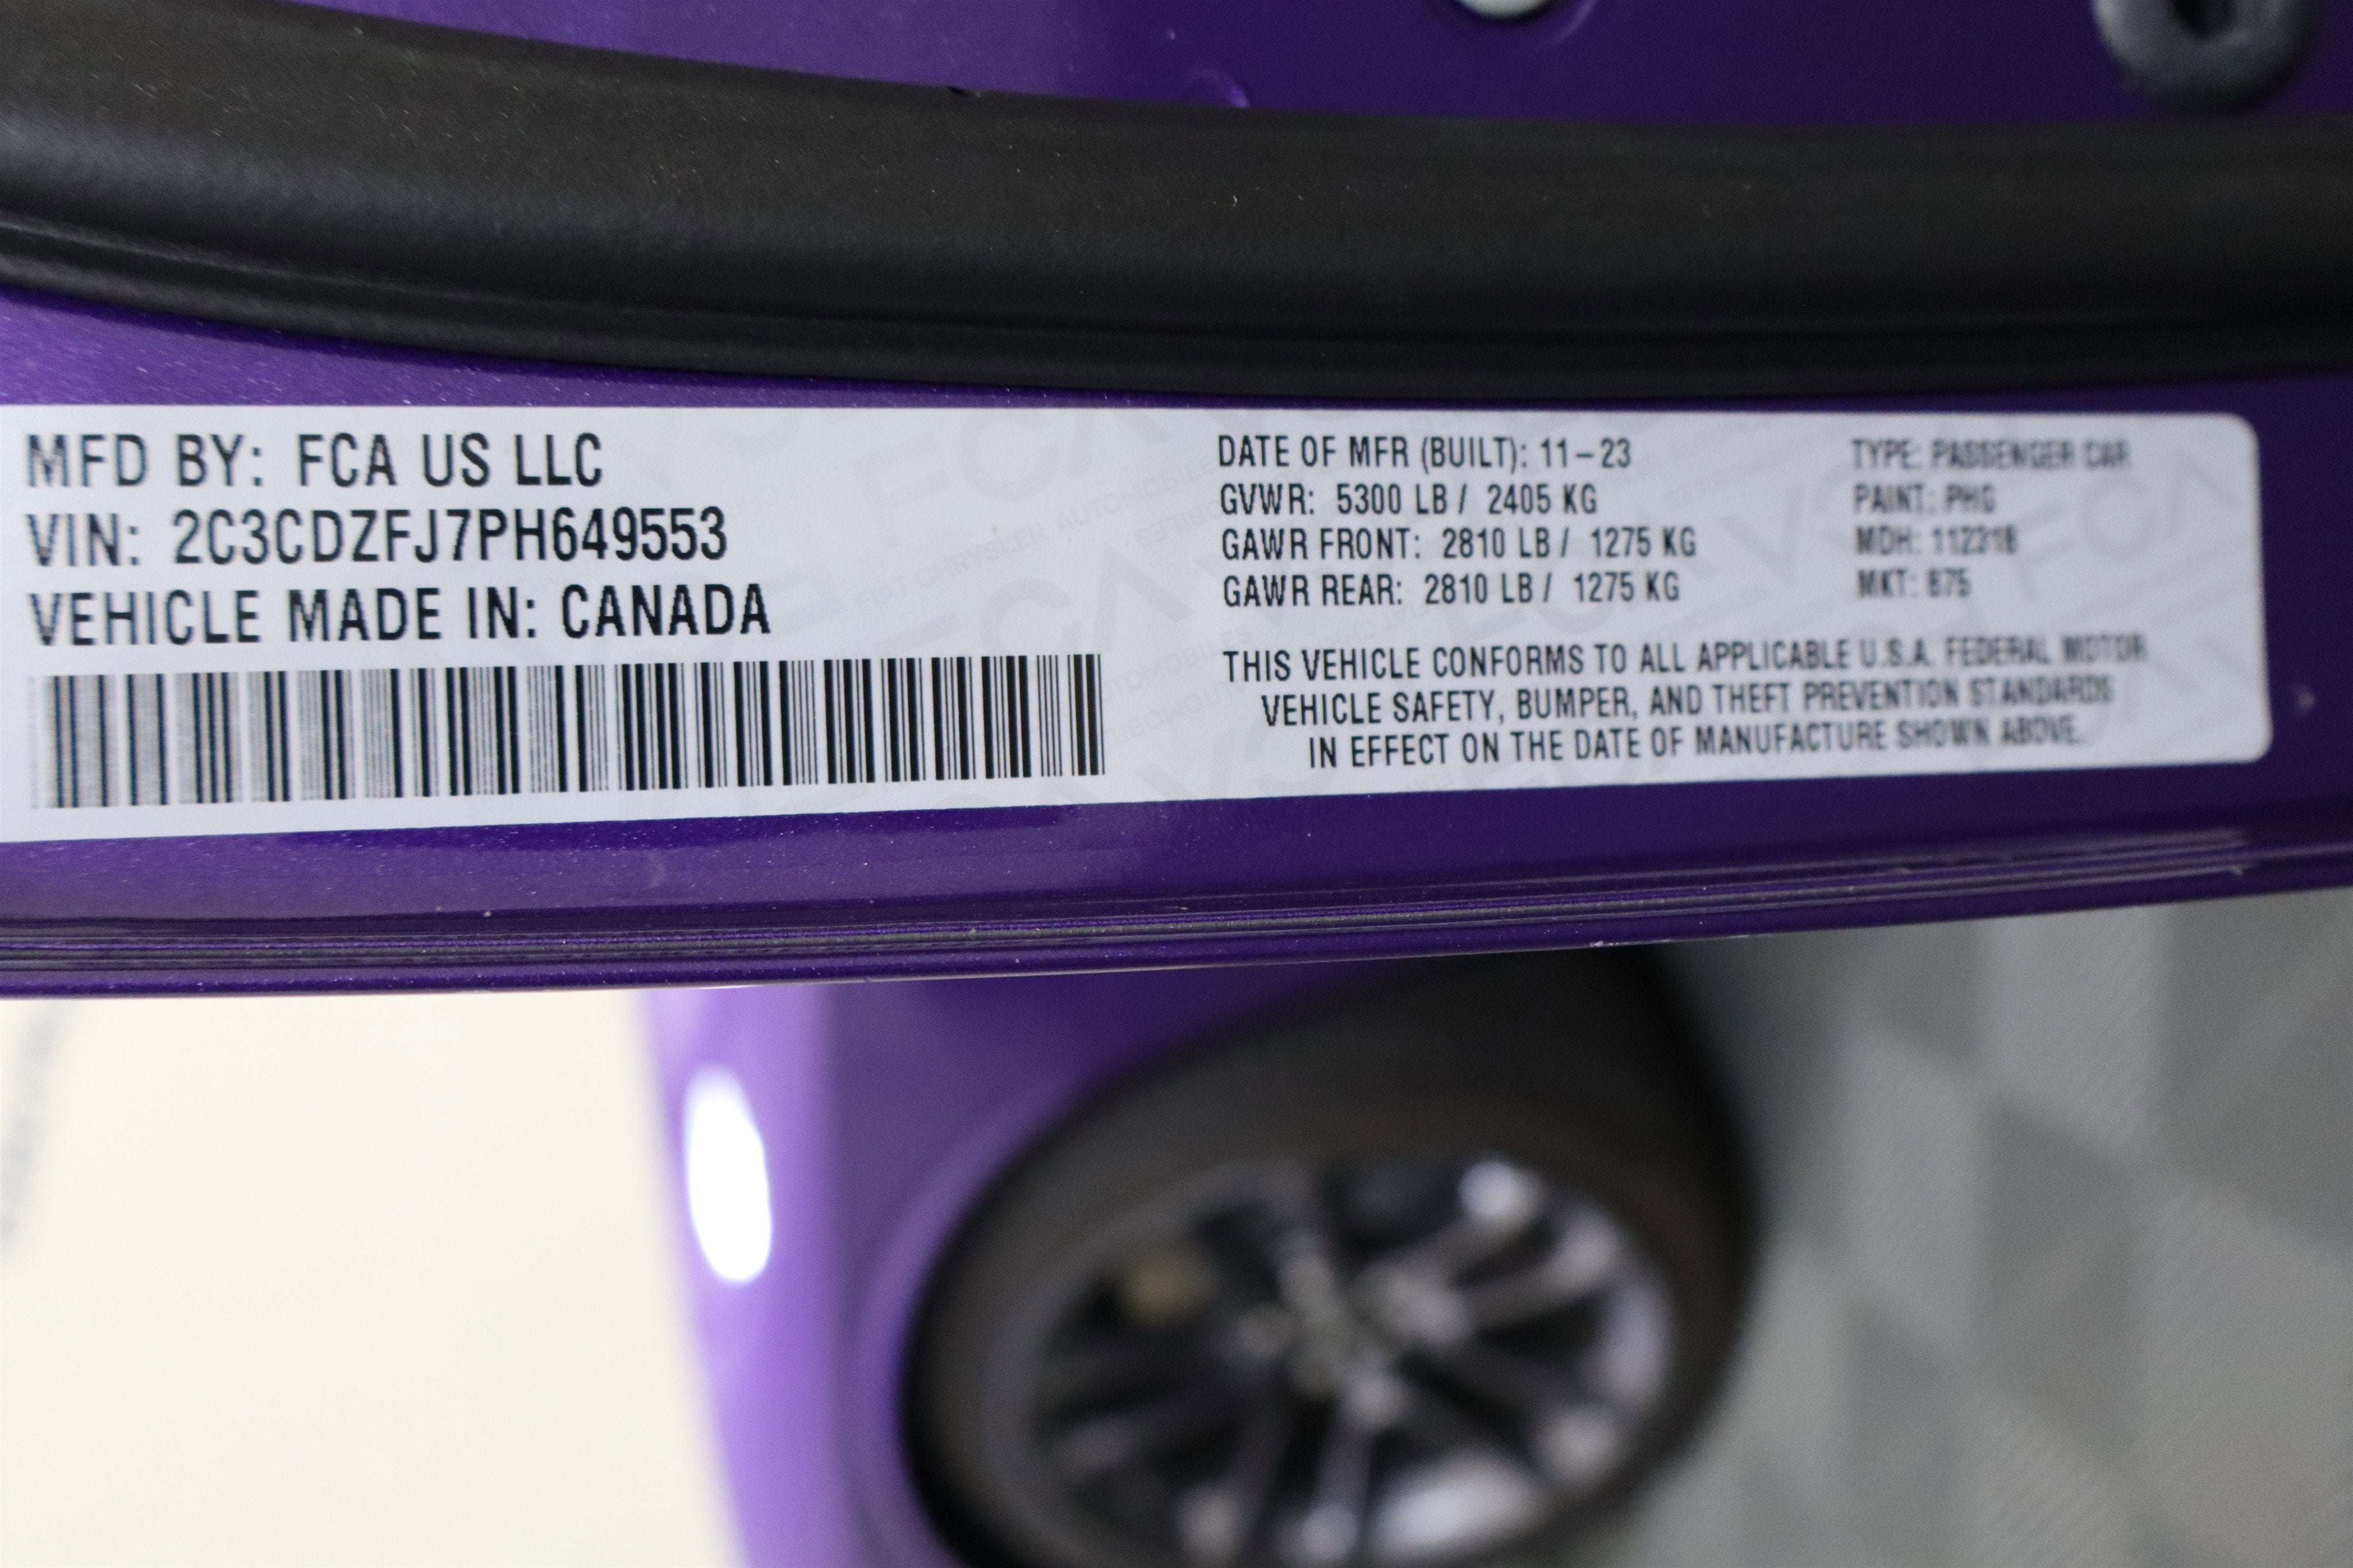 MFD BY: FCA US LLC
VIN: 2C3CDZFJ7PH649553
VEHICLE MADE IN: CANADA
DATE OF MFR (BUILT): 11-23
GVWR: 5300 LB / 2405 KG
GAWR FRONT: 2810 LB / 1275 KG
GAWR REAR: 2810 LB / 1275 KG
TYPE: PASSENGER CAR
PAINT: PHG
MDH: 112318
MKT: B75
THIS VEHICLE CONFORMS TO ALL APPLICABLE U.S.A. FEDERAL MOTOR
VEHICLE SAFETY, BUMPER, AND THEFT PREVENTION STANDARDS
IN EFFECT ON THE DATE OF MANUFACTURE SHOWN ABOVE.